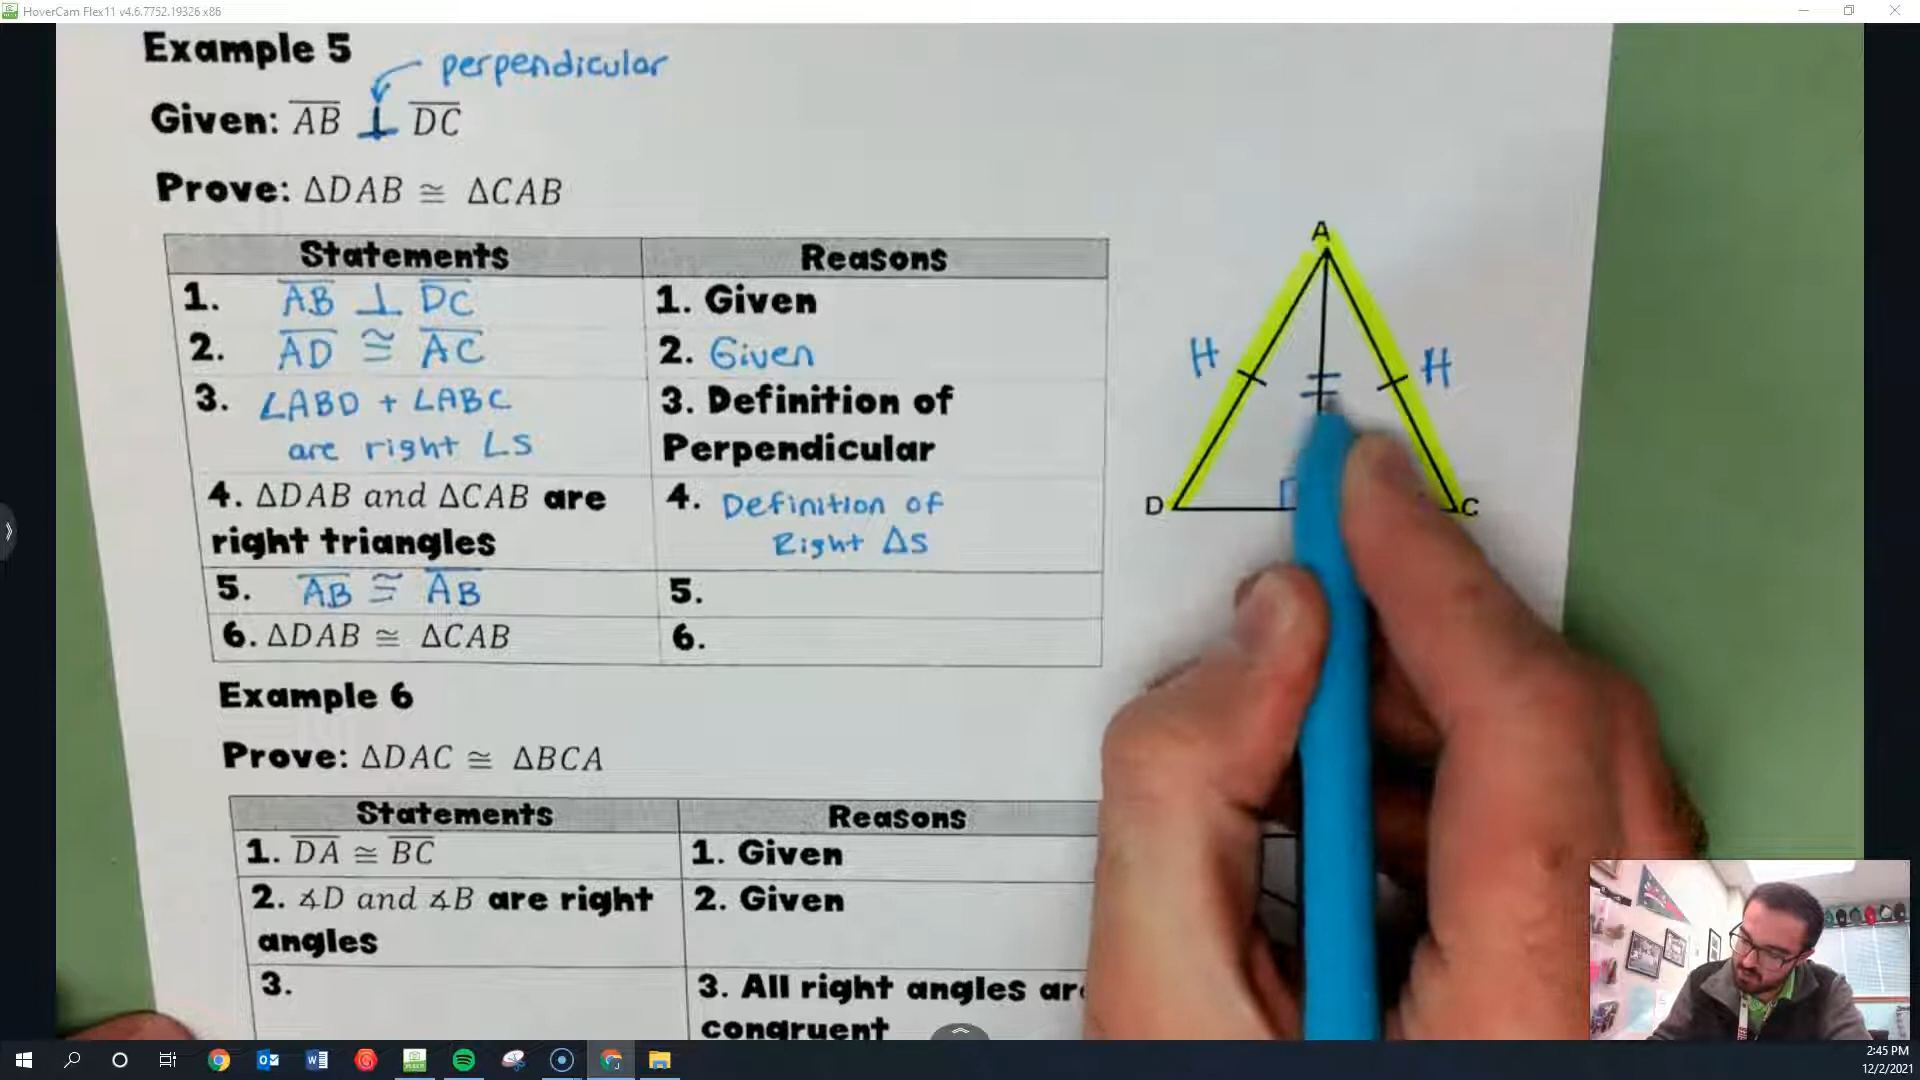 HoverCam Flex11 v4.6.7752.19326 x86
Example 5
perpendicular
Given: AB ⊥ DC
Prove: ΔDAB ≅ ΔCAB
Statements Reasons
1. AB ⊥ DC 1. Given
2. AD ≅ AC 2. Given
3. ∠ABD + ∠ABC 3. Definition of
are right ∠S Perpendicular
4. ΔDAB and ΔCAB are 4. Definition of
right triangles Right ΔS
5. AB ≅ AB 5.
6. ΔDAB ≅ ΔCAB 6.
A
H H
D C
Example 6
Prove: ΔDAC ≅ ΔBCA
Statements Reasons
1. DA ≅ BC 1. Given
2. ∡D and ∡B are right 2. Given
angles
3. 3. All right angles are
congruent
2:45 PM
12/2/2021